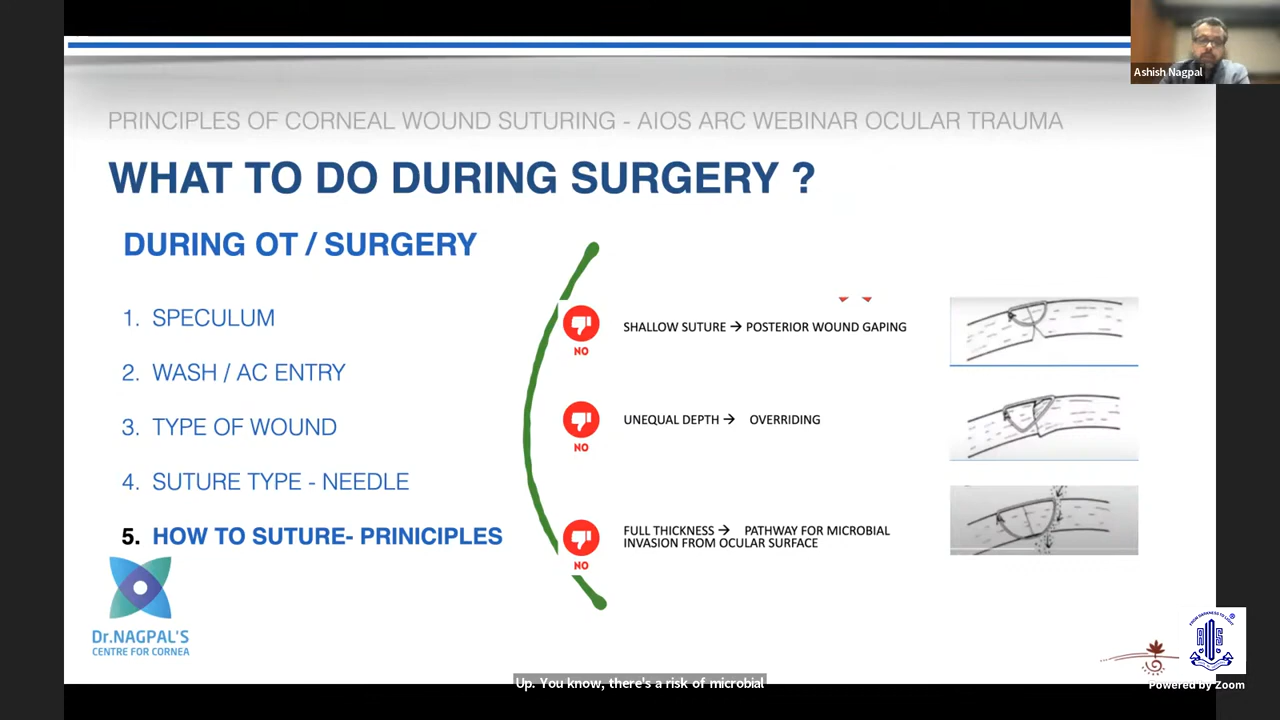 Ashish Nagpal
PRINCIPLES OF CORNEAL WOUND SUTURING - AIOS ARC WEBINAR OCULAR TRAUMA
WHAT TO DO DURING SURGERY ?
DURING OT / SURGERY
1. SPECULUM
2. WASH / AC ENTRY
3. TYPE OF WOUND
4. SUTURE TYPE - NEEDLE
5. HOW TO SUTURE- PRINICIPLES
NO
SHALLOW SUTURE → POSTERIOR WOUND GAPING
NO
UNEQUAL DEPTH → OVERRIDING
NO
FULL THICKNESS → PATHWAY FOR MICROBIAL
INVASION FROM OCULAR SURFACE
Dr.NAGPAL'S
CENTRE FOR CORNEA
Up. You know, there's a risk of microbial
Powered by Zoom